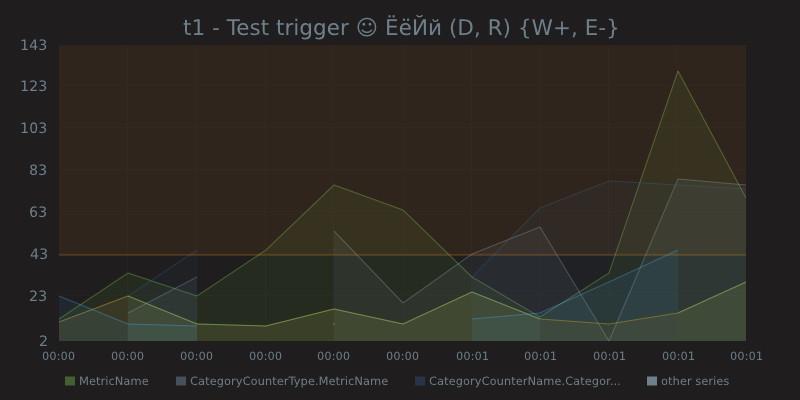 t1 - Test trigger ☺ ЁёЙй (D, R) {W+, E-}
143
123
103
83
63
43
23
2
00:00 00:00 00:00 00:00 00:00 00:00 00:01 00:01 00:01 00:01 00:01
MetricName CategoryCounterType.MetricName CategoryCounterName.Categor... other series